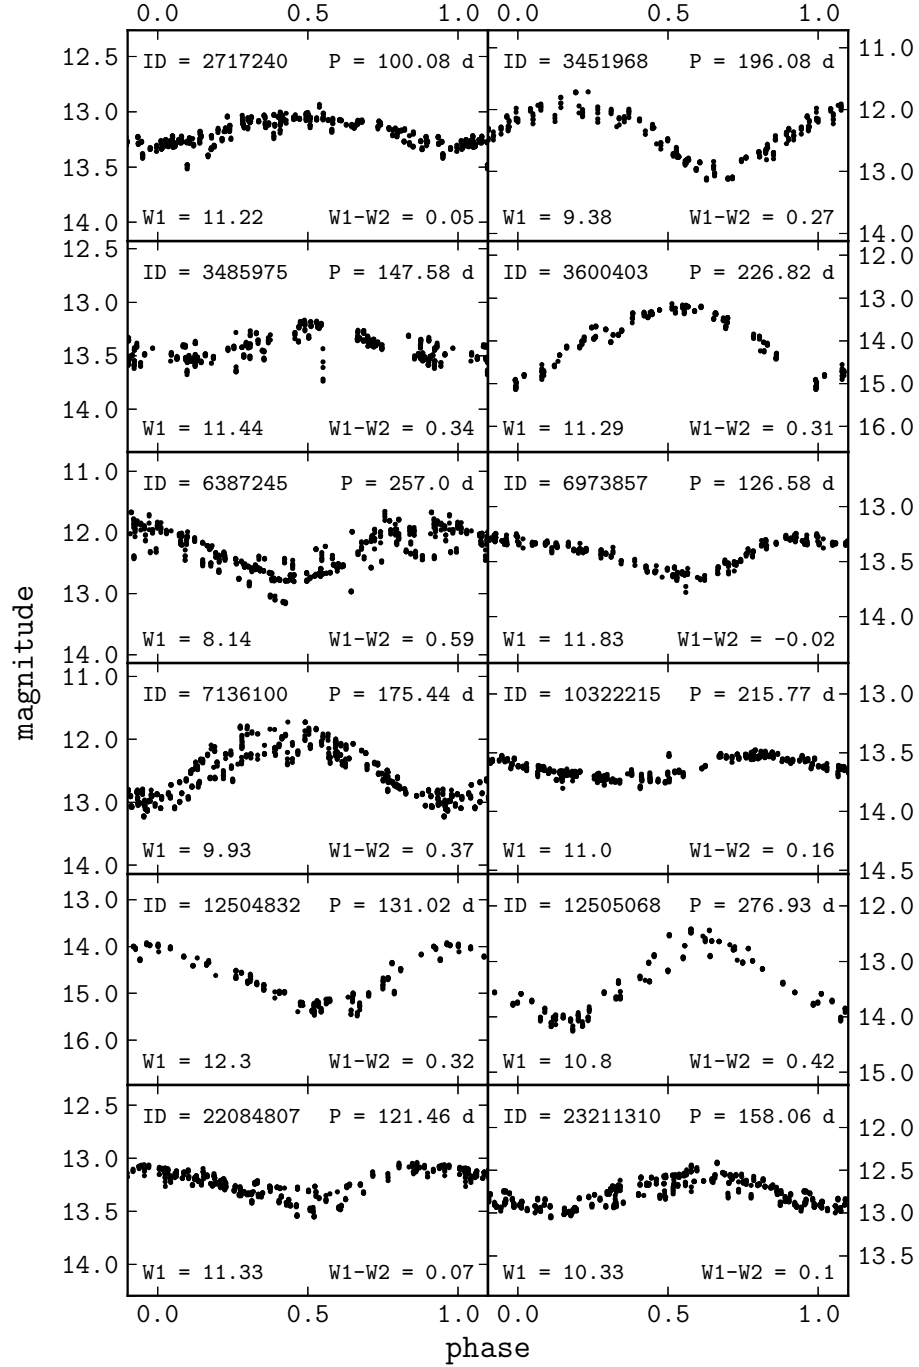 0.0 0.5 1.0 0.0 0.5 1.0
12.5 ID = 2717240 P = 100.08 d ID = 3451968 P = 196.08 d 11.0
13.0 12.0
13.5 13.0
14.0 W1 = 11.22 W1-W2 = 0.05 W1 = 9.38 W1-W2 = 0.27 14.0
12.5 ID = 3485975 P = 147.58 d ID = 3600403 P = 226.82 d 12.0
13.0 13.0
13.5 14.0
14.0 15.0
W1 = 11.44 W1-W2 = 0.34 W1 = 11.29 W1-W2 = 0.31 16.0
11.0 ID = 6387245 P = 257.0 d ID = 6973857 P = 126.58 d 13.0
12.0 13.5
13.0 14.0
14.0 W1 = 8.14 W1-W2 = 0.59 W1 = 11.83 W1-W2 = -0.02
magnitude
11.0 ID = 7136100 P = 175.44 d ID = 10322215 P = 215.77 d 13.0
12.0 13.5
13.0 14.0
14.0 W1 = 9.93 W1-W2 = 0.37 W1 = 11.0 W1-W2 = 0.16 14.5
13.0 ID = 12504832 P = 131.02 d ID = 12505068 P = 276.93 d 12.0
14.0 13.0
15.0 14.0
16.0 W1 = 12.3 W1-W2 = 0.32 W1 = 10.8 W1-W2 = 0.42 15.0
12.5 ID = 22084807 P = 121.46 d ID = 23211310 P = 158.06 d 12.0
13.0 12.5
13.5 13.0
14.0 W1 = 11.33 W1-W2 = 0.07 W1 = 10.33 W1-W2 = 0.1 13.5
0.0 0.5 1.0 0.0 0.5 1.0
phase